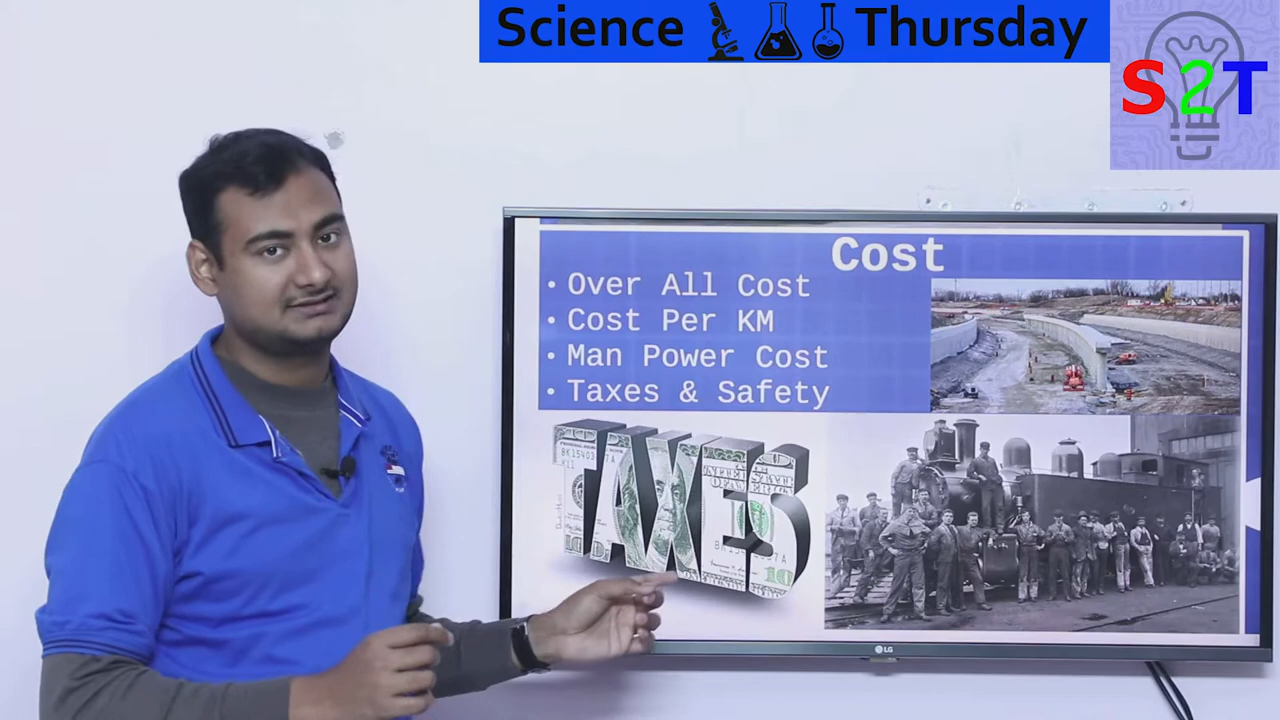 Science Thursday
S2T
Cost
• Over All Cost
• Cost Per KM
• Man Power Cost
• Taxes & Safety
TAXES
LG